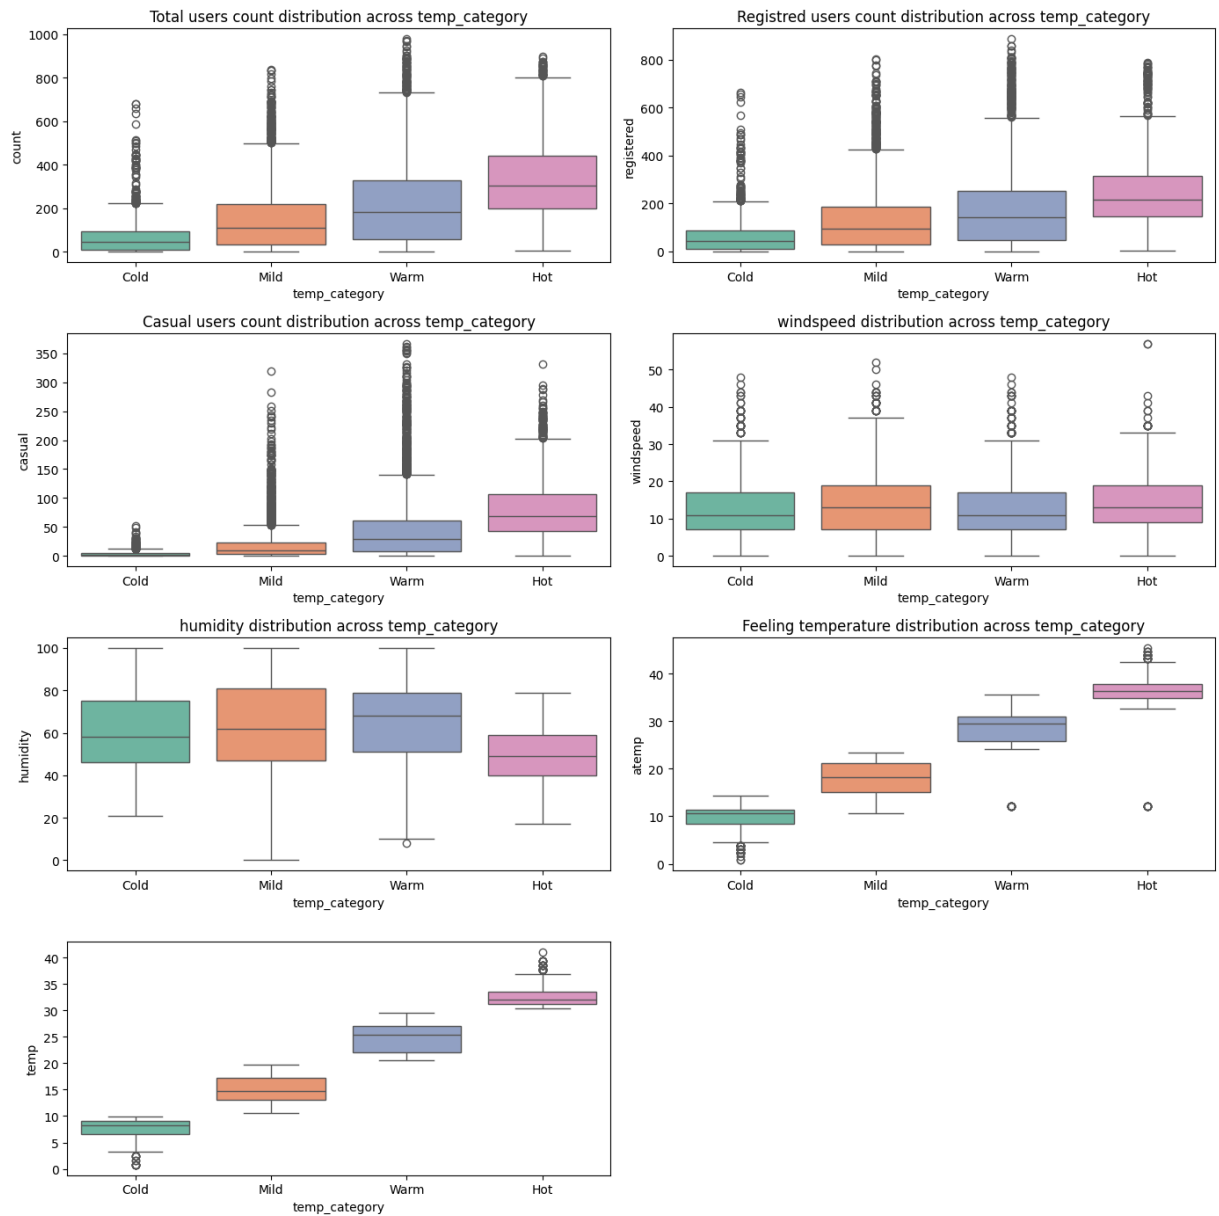 Total users count distribution across temp_category
1000
800
600
400
200
0
count
Cold Mild Warm Hot
temp_category
Registred users count distribution across temp_category
800
600
400
200
0
registered
Cold Mild Warm Hot
temp_category
Casual users count distribution across temp_category
350
300
250
200
150
100
50
0
casual
Cold Mild Warm Hot
temp_category
windspeed distribution across temp_category
50
40
30
20
10
0
windspeed
Cold Mild Warm Hot
temp_category
humidity distribution across temp_category
100
80
60
40
20
0
humidity
Cold Mild Warm Hot
temp_category
Feeling temperature distribution across temp_category
40
30
20
10
0
atemp
Cold Mild Warm Hot
temp_category
40
35
30
25
20
15
10
5
0
temp
Cold Mild Warm Hot
temp_category